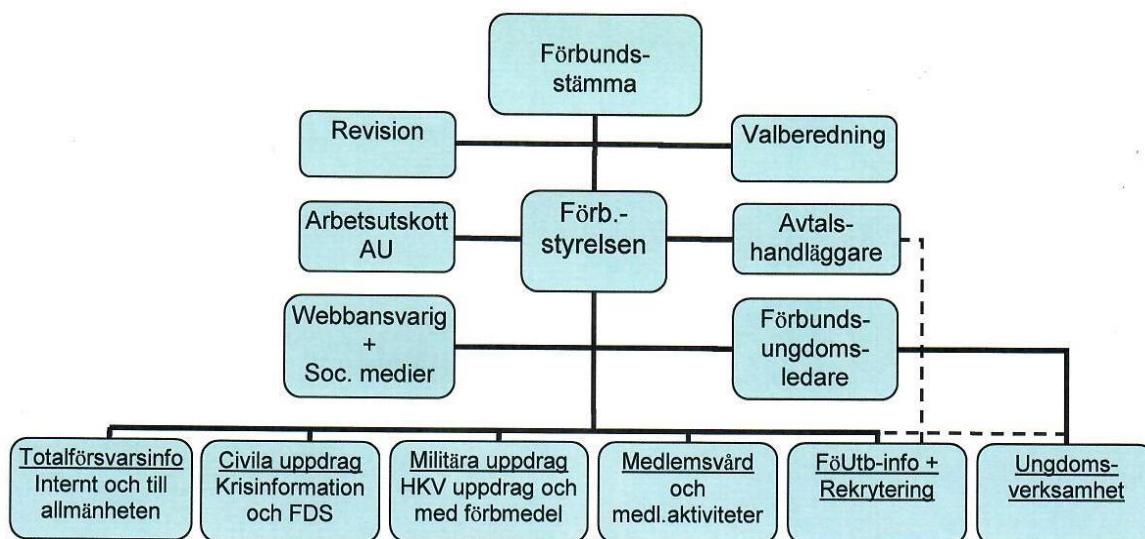 Förbunds-
stämma
Revision
Valberedning
Arbetsutskott
AU
Förb.-
styrelsen
Avtals-
handläggare
Webbansvarig
+
Soc. medier
Förbunds-
ungdoms-
ledare
Totalförsvarsinfo
Internt och till
allmänheten
Civila uppdrag
Krisinformation
och FDS
Militära uppdrag
HKV uppdrag och
med förbmedel
Medlemsvård
och
medl.aktiviteter
FöUtb-info +
Rekrytering
Ungdoms-
verksamhet